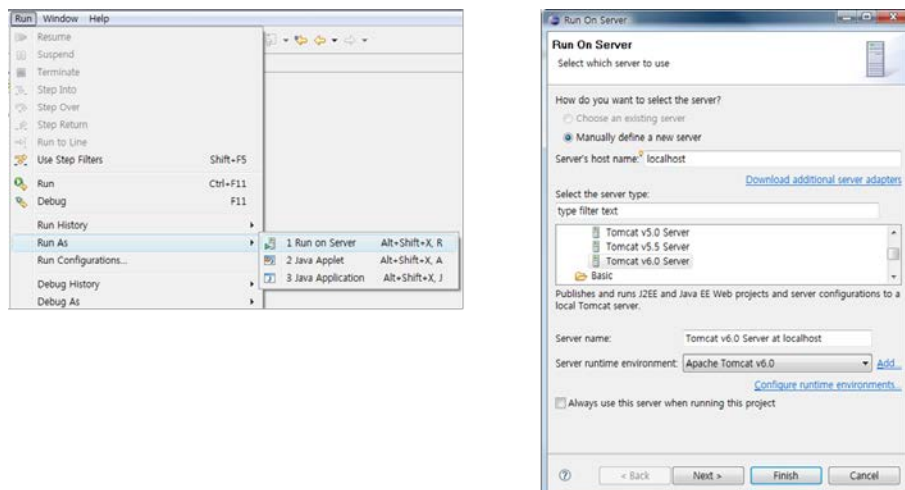 Run Window Help
Resume
Suspend
Terminate
Step Into
Step Over
Step Return
Run to Line
Use Step Filters Shift+F5
Run Ctrl+F11
Debug F11
Run History
Run As
Run Configurations...
Debug History
Debug As
1 Run on Server Alt+Shift+X, R
2 Java Applet Alt+Shift+X, A
3 Java Application Alt+Shift+X, J
Run On Server
Run On Server
Select which server to use
How do you want to select the server?
Choose an existing server
Manually define a new server
Server's host name: localhost
Download additional server adapters
Select the server type:
type filter text
Tomcat v5.0 Server
Tomcat v5.5 Server
Tomcat v6.0 Server
Basic
Publishes and runs J2EE and Java EE Web projects and server configurations to a
local Tomcat server.
Server name: Tomcat v6.0 Server at localhost
Server runtime environment: Apache Tomcat v6.0 Add...
Configure runtime environments...
Always use this server when running this project
< Back Next > Finish Cancel